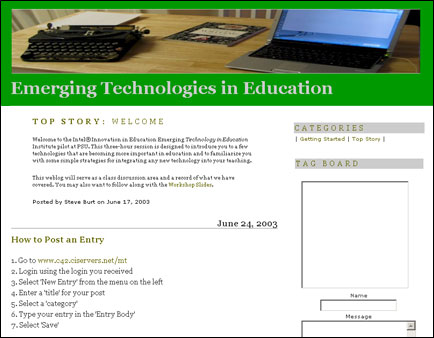 Emerging Technologies in Education
TOP STORY: WELCOME
Welcome to the Intel® Innovation in Education Emerging Technology in Education
Institute pilot at PSU. This three-hour session is designed to introduce you to a few
technologies that are becoming more important in education and to familiarize you
with some simple strategies for integrating any new technology into your teaching.
This weblog will serve as a class discussion area and a record of what we have
covered. You may also want to follow along with the Workshop Slides.
Posted by Steve Burt on June 17, 2003
June 24, 2003
How to Post an Entry
1. Go to www.c42.ciservers.net/mt
2. Login using the login you received
3. Select 'New Entry' from the menu on the left
4. Enter a 'title' for your post
5. Select a 'category'
6. Type your entry in the 'Entry Body'
7. Select 'Save'
CATEGORIES
| Getting Started | Top Story |
TAG BOARD
Name
Message